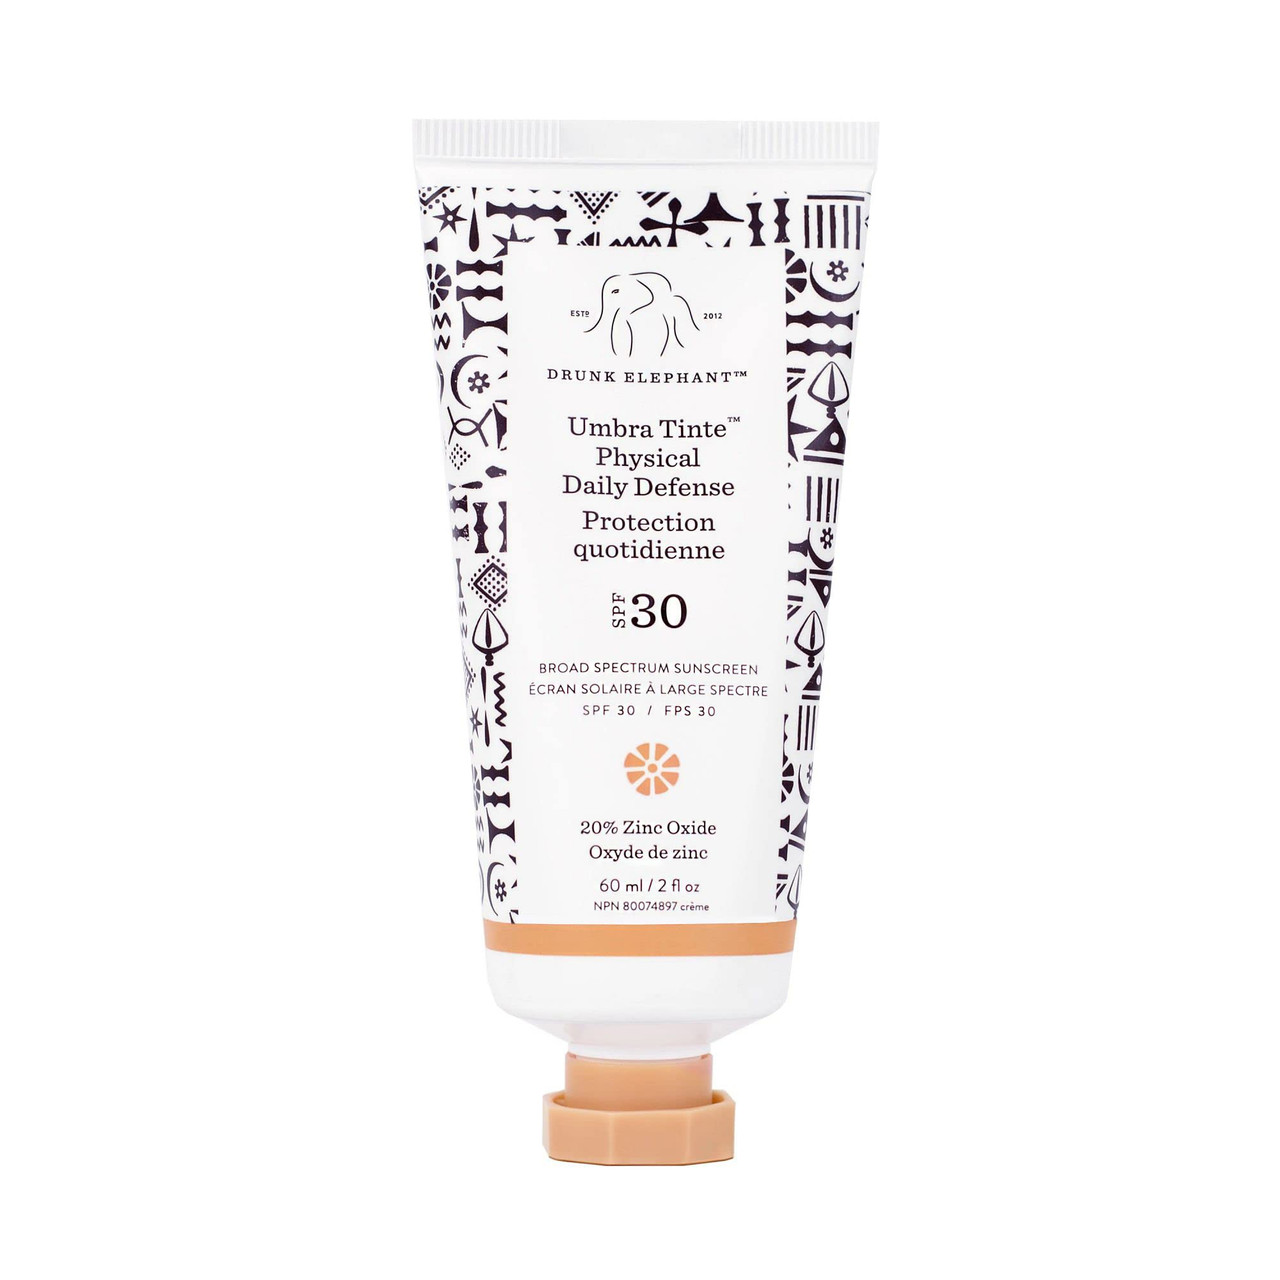 ESTD 2012
DRUNK ELEPHANT™
Umbra Tinte™
Physical
Daily Defense
Protection
quotidienne
SPF 30
BROAD SPECTRUM SUNSCREEN
ÉCRAN SOLAIRE À LARGE SPECTRE
SPF 30 / FPS 30
20% Zinc Oxide
Oxyde de zinc
60 ml / 2 fl oz
NPN 80074897 crème